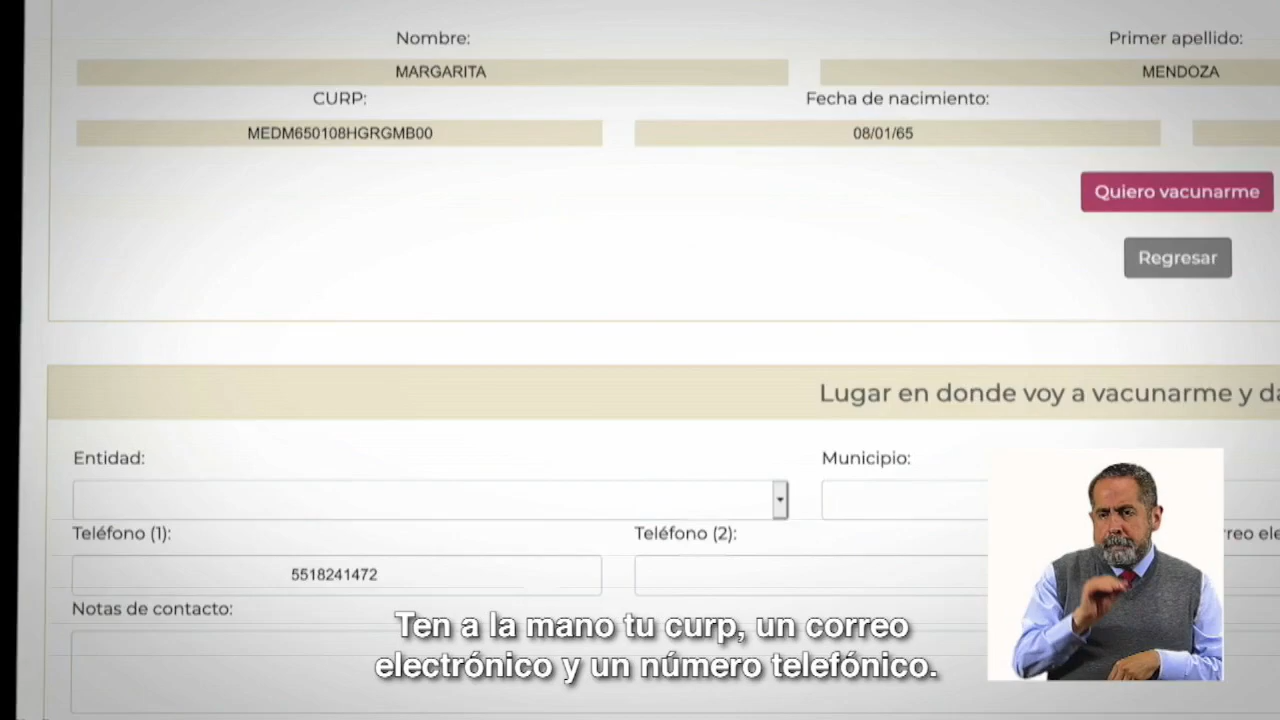 Nombre:
Primer apellido:
MARGARITA
MENDOZA
CURP:
Fecha de nacimiento:
MEDM650108HGRGMB00
08/01/65
Quiero vacunarme
Regresar
Lugar en donde voy a vacunarme y da
Entidad:
Municipio:
Teléfono (1):
Teléfono (2):
rreo ele
5518241472
Notas de contacto:
Ten a la mano tu curp, un correo
electrónico y un número telefónico.